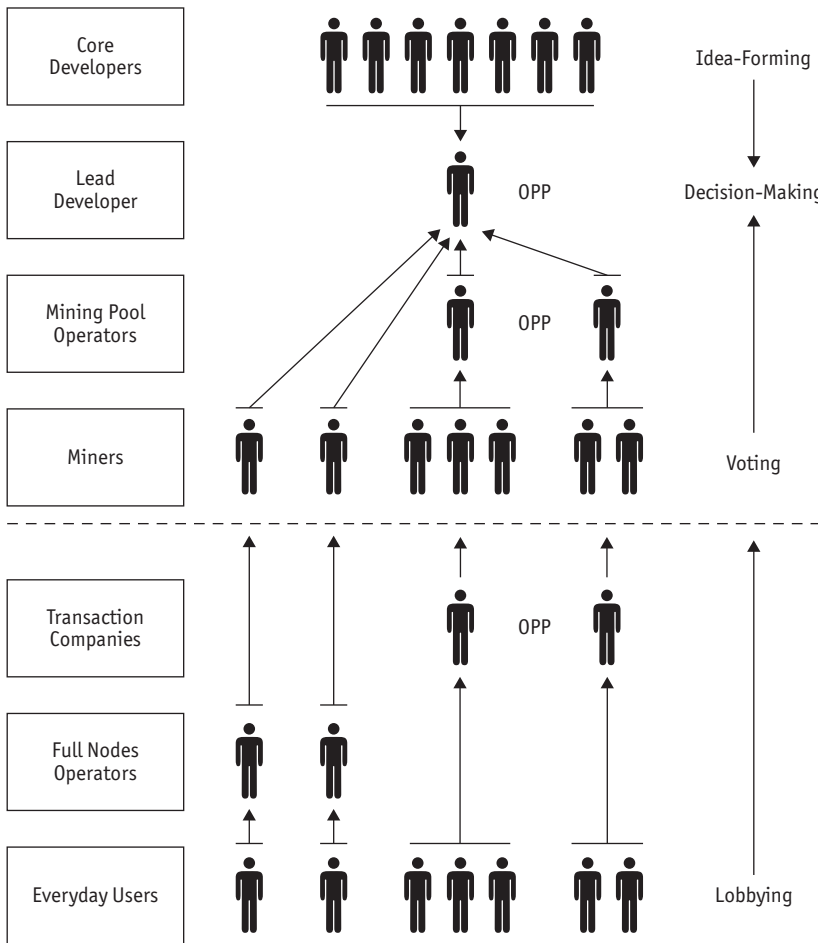 Core
Developers
Idea-Forming
Lead
Developer
OPP
Decision-Making
Mining Pool
Operators
OPP
Miners
Voting
Transaction
Companies
OPP
Full Nodes
Operators
Everyday Users
Lobbying